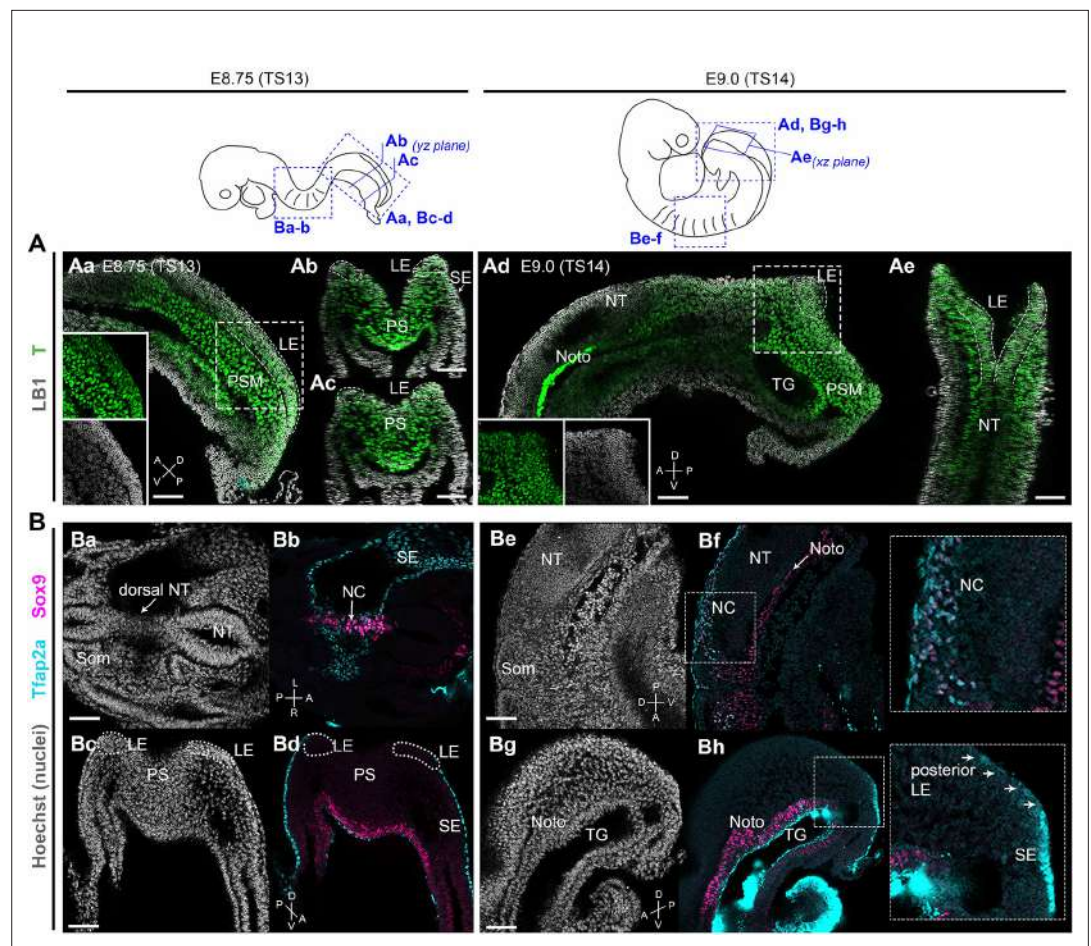 E8.75 (TS13)
E9.0 (TS14)
Ab (yz plane)
Ac
Aa, Bc-d
Ba-b
Ad, Bg-h
Ae (xz plane)
Be-f
A
LB1 T
Aa E8.75 (TS13)
LE
PSM
A D
V P
Ab
LE
SE
PS
Ac
LE
PS
Ad E9.0 (TS14)
NT
LE
Noto
TG
PSM
D
A P
V
Ae
LE
NT
B
Hoechst (nuclei) Tfap2a Sox9
Ba
dorsal NT
NT
Som
Bb
SE
NC
L
P A
R
Bc
LE
LE
PS
Bd
LE
PS
SE
D
P A
V
Be
NT
Som
P
D V
A
Bf
Noto
NT
NC
NC
Bg
Noto
TG
D
A P
V
Bh
Noto
TG
posterior
LE
SE